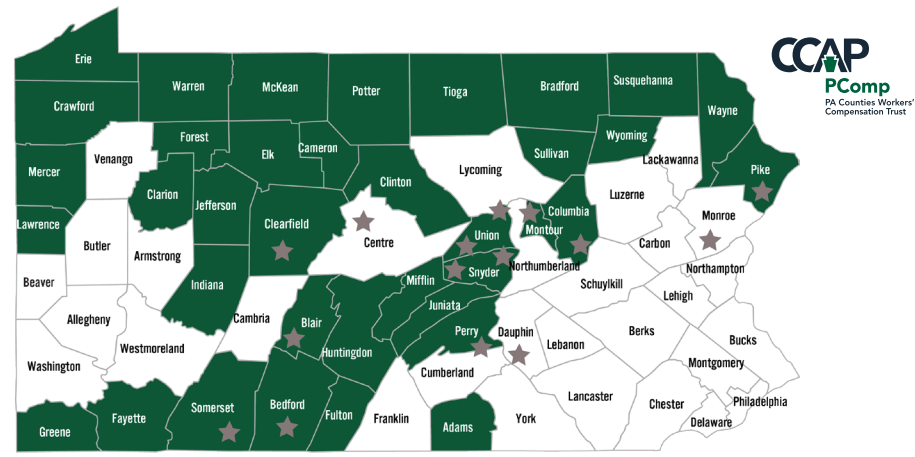 CCAP
PComp
PA Counties Workers'
Compensation Trust
Erie
Crawford
Warren
McKean
Potter
Tioga
Bradford
Susquehanna
Wayne
Forest
Elk
Cameron
Venango
Mercer
Clarion
Jefferson
Clinton
Lycoming
Sullivan
Wyoming
Lackawanna
Pike
Luzerne
Lawrence
Butler
Armstrong
Clearfield
Centre
Union
Montour
Columbia
Monroe
Carbon
Beaver
Indiana
Mifflin
Snyder
Northumberland
Schuylkill
Northampton
Lehigh
Allegheny
Westmoreland
Cambria
Blair
Huntingdon
Juniata
Perry
Dauphin
Lebanon
Berks
Bucks
Washington
Cumberland
Montgomery
Greene
Fayette
Somerset
Bedford
Fulton
Franklin
Adams
York
Lancaster
Chester
Delaware
Philadelphia